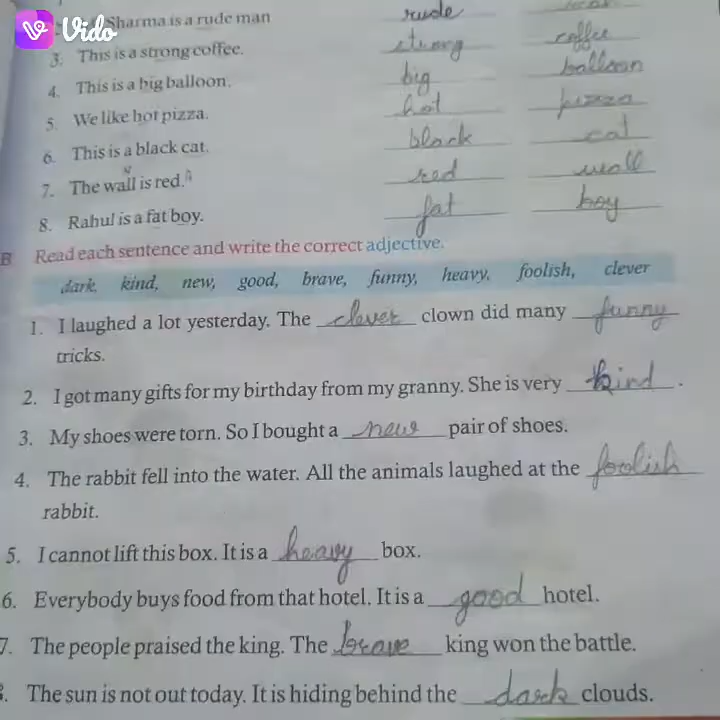 Vido
Sharma is a rude man rude
3. This is a strong coffee. strong coffee
4. This is a big balloon. big balloon
5. We like hot pizza. hot pizza
6. This is a black cat. black cat
7. The wall is red. red wall
8. Rahul is a fat boy. fat boy
B Read each sentence and write the correct adjective.
dark, kind, new, good, brave, funny, heavy, foolish, clever
1. I laughed a lot yesterday. The clever clown did many funny
tricks.
2. I got many gifts for my birthday from my granny. She is very kind.
3. My shoes were torn. So I bought a new pair of shoes.
4. The rabbit fell into the water. All the animals laughed at the foolish
rabbit.
5. I cannot lift this box. It is a heavy box.
6. Everybody buys food from that hotel. It is a good hotel.
7. The people praised the king. The brave king won the battle.
8. The sun is not out today. It is hiding behind the dark clouds.